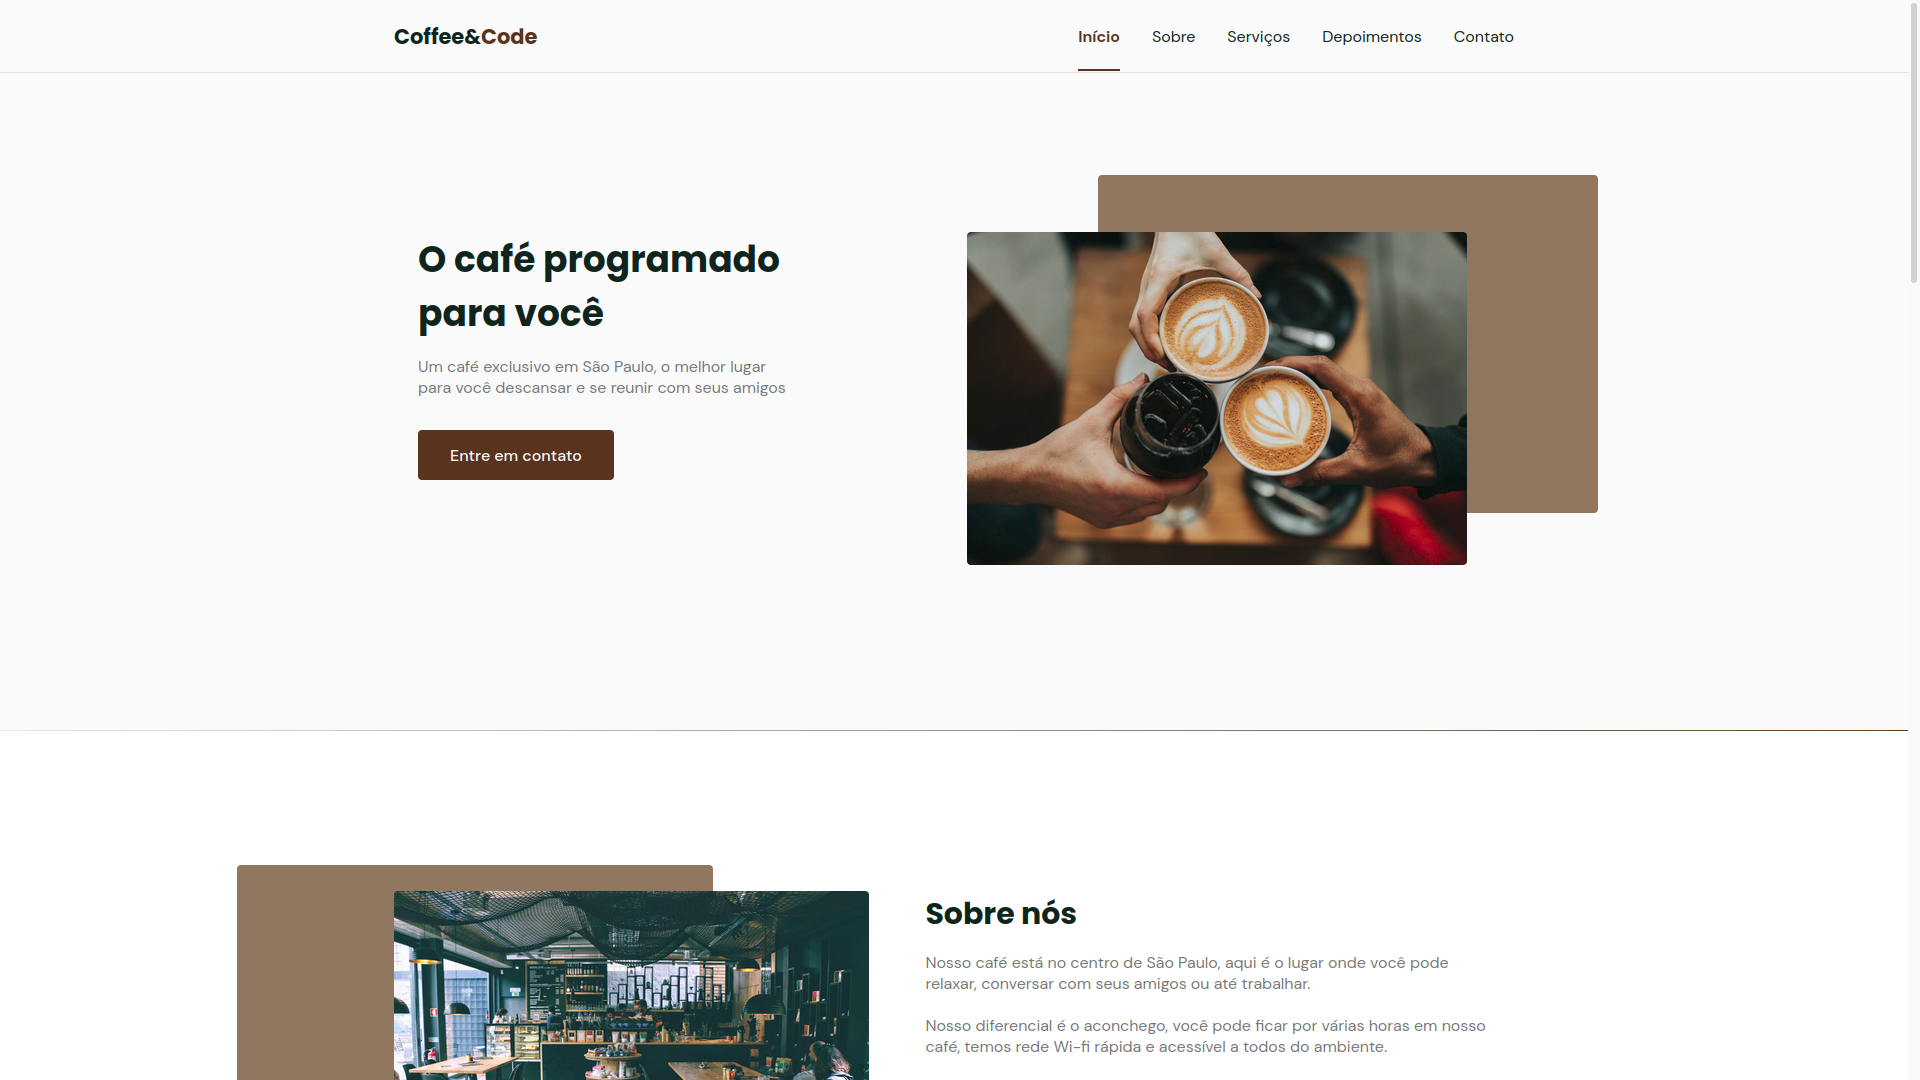 Coffee&Code
Início Sobre Serviços Depoimentos Contato
O café programado
para você
Um café exclusivo em São Paulo, o melhor lugar
para você descansar e se reunir com seus amigos
Entre em contato
Sobre nós
Nosso café está no centro de São Paulo, aqui é o lugar onde você pode
relaxar, conversar com seus amigos ou até trabalhar.
Nosso diferencial é o aconchego, você pode ficar por várias horas em nosso
café, temos rede Wi-fi rápida e acessível a todos do ambiente.